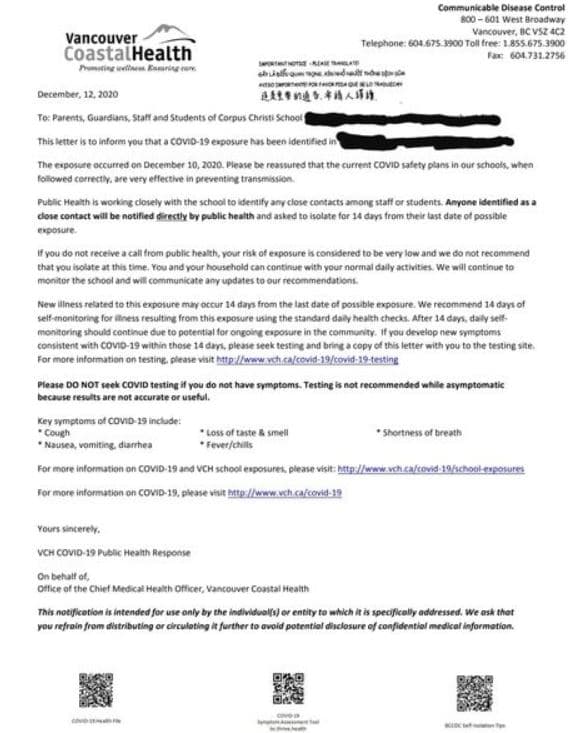 Communicable Disease Control
800 – 601 West Broadway
Vancouver, BC V5Z 4C2
Telephone: 604.675.3900 Toll free: 1.855.675.3900
Fax: 604.731.2756
Vancouver
CoastalHealth
Promoting wellness. Ensuring care.
IMPORTANT NOTICE - PLEASE TRANSLATE
AVISO IMPORTANTE: POR FAVOR PIDA QUE SE LO TRADUZCAN
December, 12, 2020
To: Parents, Guardians, Staff and Students of Corpus Christi School
This letter is to inform you that a COVID-19 exposure has been identified in
The exposure occurred on December 10, 2020. Please be reassured that the current COVID safety plans in our schools, when
followed correctly, are very effective in preventing transmission.
Public Health is working closely with the school to identify any close contacts among staff or students. Anyone identified as a
close contact will be notified directly by public health and asked to isolate for 14 days from their last date of possible
exposure.
If you do not receive a call from public health, your risk of exposure is considered to be very low and we do not recommend
that you isolate at this time. You and your household can continue with your normal daily activities. We will continue to
monitor the school and will communicate any updates to our recommendations.
New illness related to this exposure may occur 14 days from the last date of possible exposure. We recommend 14 days of
self-monitoring for illness resulting from this exposure using the standard daily health checks. After 14 days, daily self-
monitoring should continue due to potential for ongoing exposure in the community. If you develop new symptoms
consistent with COVID-19 within those 14 days, please seek testing and bring a copy of this letter with you to the testing site.
For more information on testing, please visit http://www.vch.ca/covid-19/covid-19-testing
Please DO NOT seek COVID testing if you do not have symptoms. Testing is not recommended while asymptomatic
because results are not accurate or useful.
Key symptoms of COVID-19 include:
* Cough * Loss of taste & smell * Shortness of breath
* Nausea, vomiting, diarrhea * Fever/chills
For more information on COVID-19 and VCH school exposures, please visit: http://www.vch.ca/covid-19/school-exposures
For more information on COVID-19, please visit http://www.vch.ca/covid-19
Yours sincerely,
VCH COVID-19 Public Health Response
On behalf of,
Office of the Chief Medical Health Officer, Vancouver Coastal Health
This notification is intended for use only by the individual(s) or entity to which it is specifically addressed. We ask that
you refrain from distributing or circulating it further to avoid potential disclosure of confidential medical information.
COVID-19 Health File
COVID-19
Symptom Assessment Tool
by thrive.health
BCCDC Self-Isolation Tips